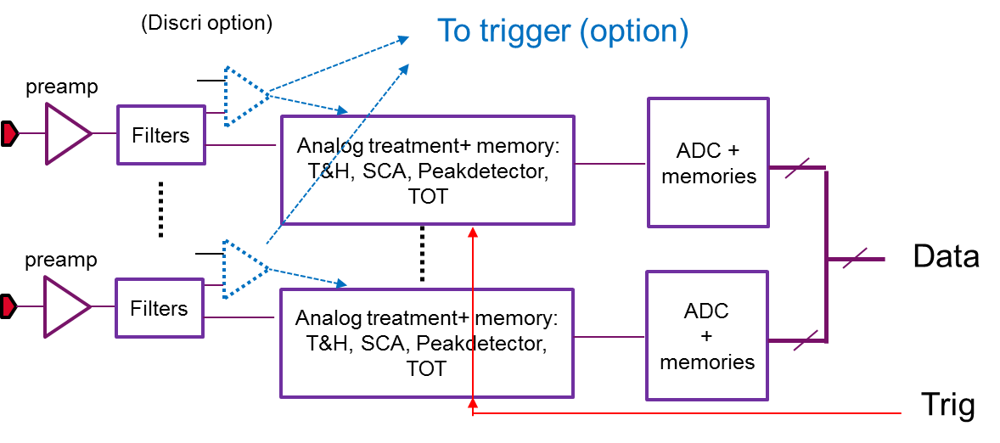 (Discri option)
To trigger (option)
preamp
Filters
Analog treatment+ memory:
T&H, SCA, Peakdetector,
TOT
ADC +
memories
Data
preamp
Filters
Analog treatment+ memory:
T&H, SCA, Peakdetector,
TOT
ADC
+
memories
Trig